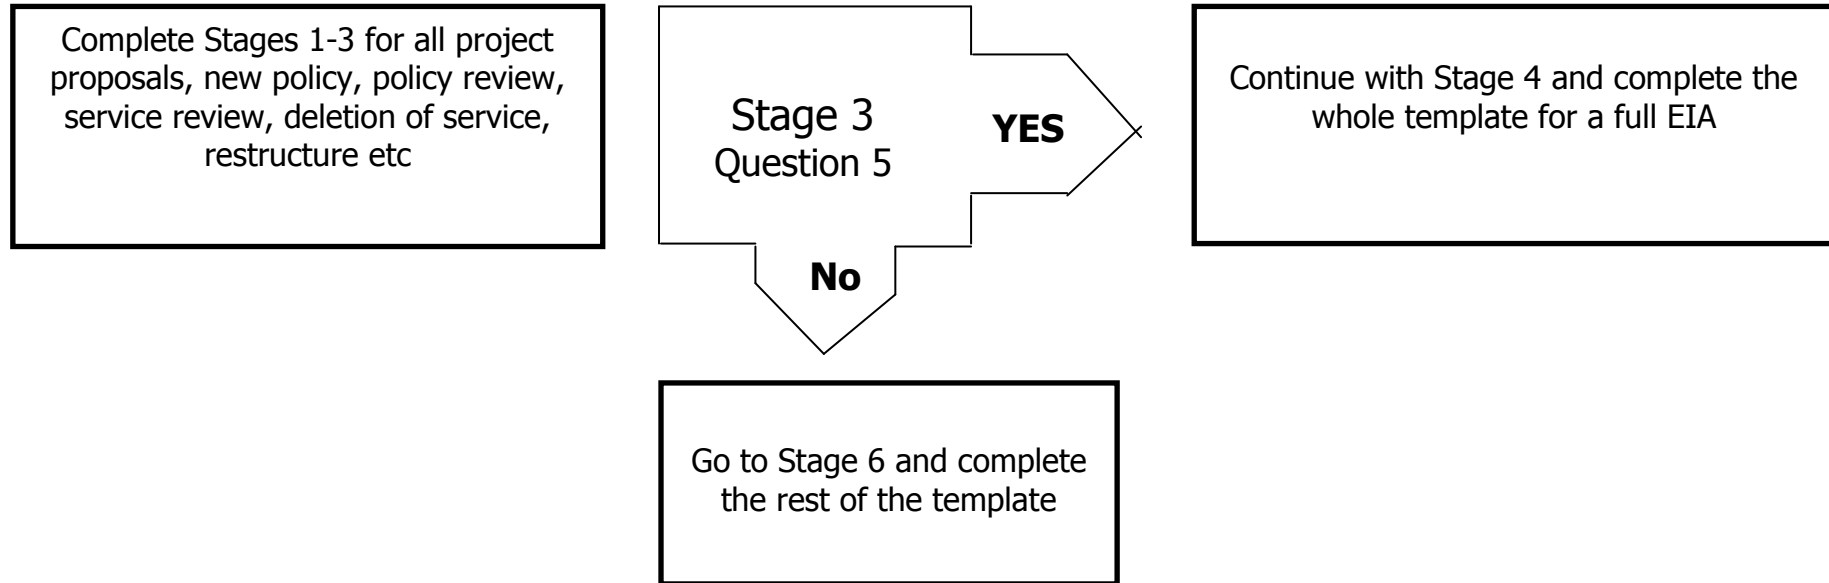 Complete Stages 1-3 for all project
proposals, new policy, policy review,
service review, deletion of service,
restructure etc
Stage 3
Question 5
YES
No
Continue with Stage 4 and complete the
whole template for a full EIA
Go to Stage 6 and complete
the rest of the template